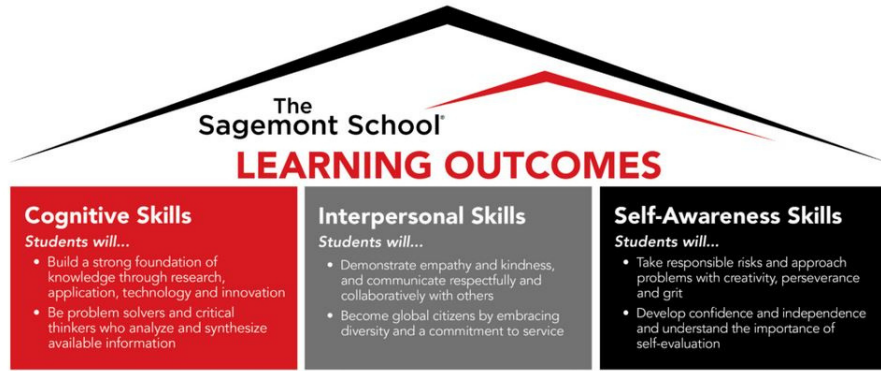 The
Sagemont School®
LEARNING OUTCOMES
Cognitive Skills
Students will...
• Build a strong foundation of
knowledge through research,
application, technology and innovation
• Be problem solvers and critical
thinkers who analyze and synthesize
available information
Interpersonal Skills
Students will...
• Demonstrate empathy and kindness,
and communicate respectfully and
collaboratively with others
• Become global citizens by embracing
diversity and a commitment to service
Self-Awareness Skills
Students will...
• Take responsible risks and approach
problems with creativity, perseverance
and grit
• Develop confidence and independence
and understand the importance of
self-evaluation